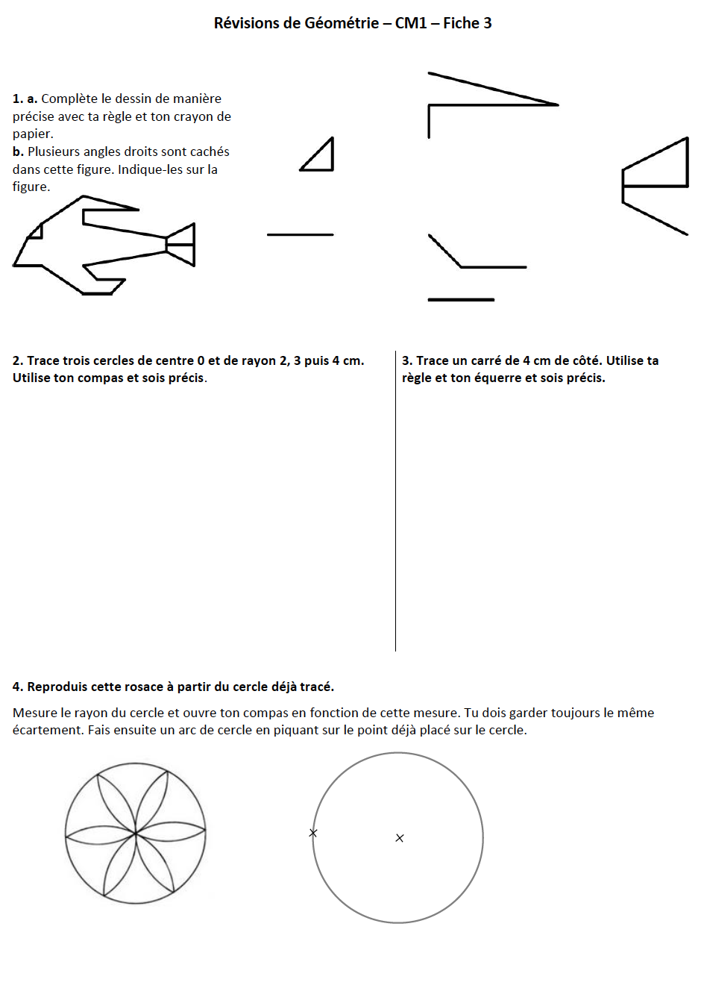 Révisions de Géométrie – CM1 – Fiche 3
1. a. Complète le dessin de manière
précise avec ta règle et ton crayon de
papier.
b. Plusieurs angles droits sont cachés
dans cette figure. Indique-les sur la
figure.
2. Trace trois cercles de centre 0 et de rayon 2, 3 puis 4 cm.
Utilise ton compas et sois précis.
3. Trace un carré de 4 cm de côté. Utilise ta
règle et ton équerre et sois précis.
4. Reproduis cette rosace à partir du cercle déjà tracé.
Mesure le rayon du cercle et ouvre ton compas en fonction de cette mesure. Tu dois garder toujours le même
écartement. Fais ensuite un arc de cercle en piquant sur le point déjà placé sur le cercle.